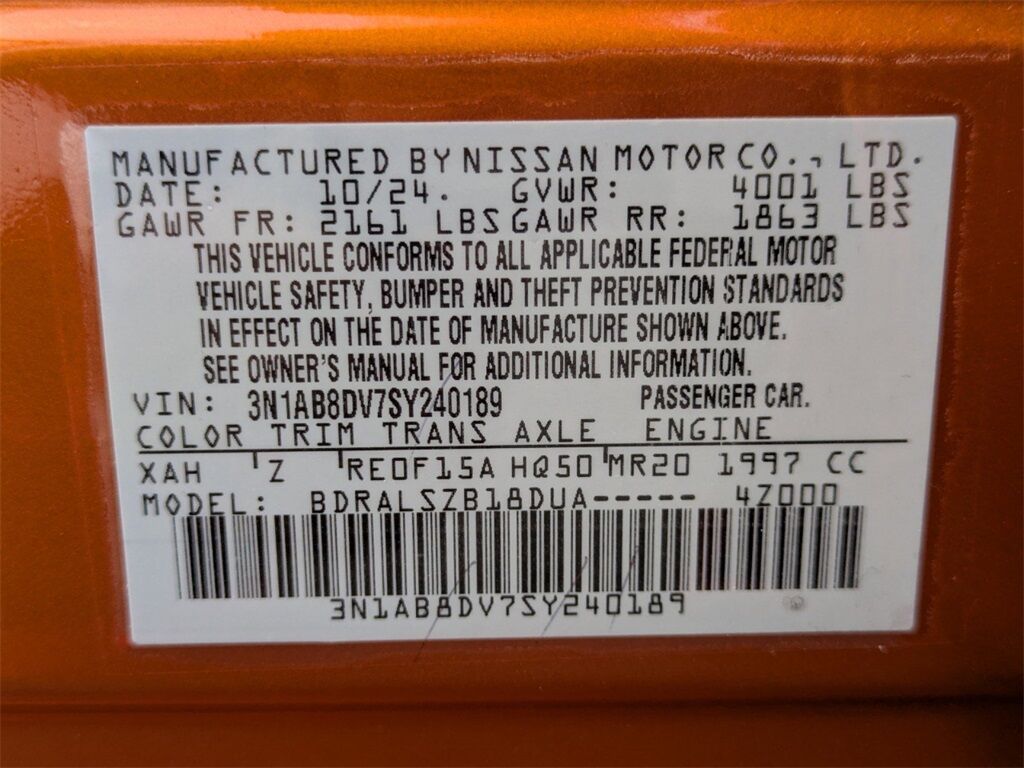 MANUFACTURED BY NISSAN MOTOR CO., LTD.
DATE: 10/24. GVWR: 4001 LBS
GAWR FR: 2161 LBS GAWR RR: 1863 LBS
THIS VEHICLE CONFORMS TO ALL APPLICABLE FEDERAL MOTOR
VEHICLE SAFETY, BUMPER AND THEFT PREVENTION STANDARDS
IN EFFECT ON THE DATE OF MANUFACTURE SHOWN ABOVE.
SEE OWNER'S MANUAL FOR ADDITIONAL INFORMATION.
VIN: 3N1AB8DV7SY240189 PASSENGER CAR.
COLOR TRIM TRANS AXLE ENGINE
XAH Z RE0F15A HQ50 MR20 1997 CC
MODEL: BDRALSZB18DUA----- 4Z000
3N1AB8DV7SY240189